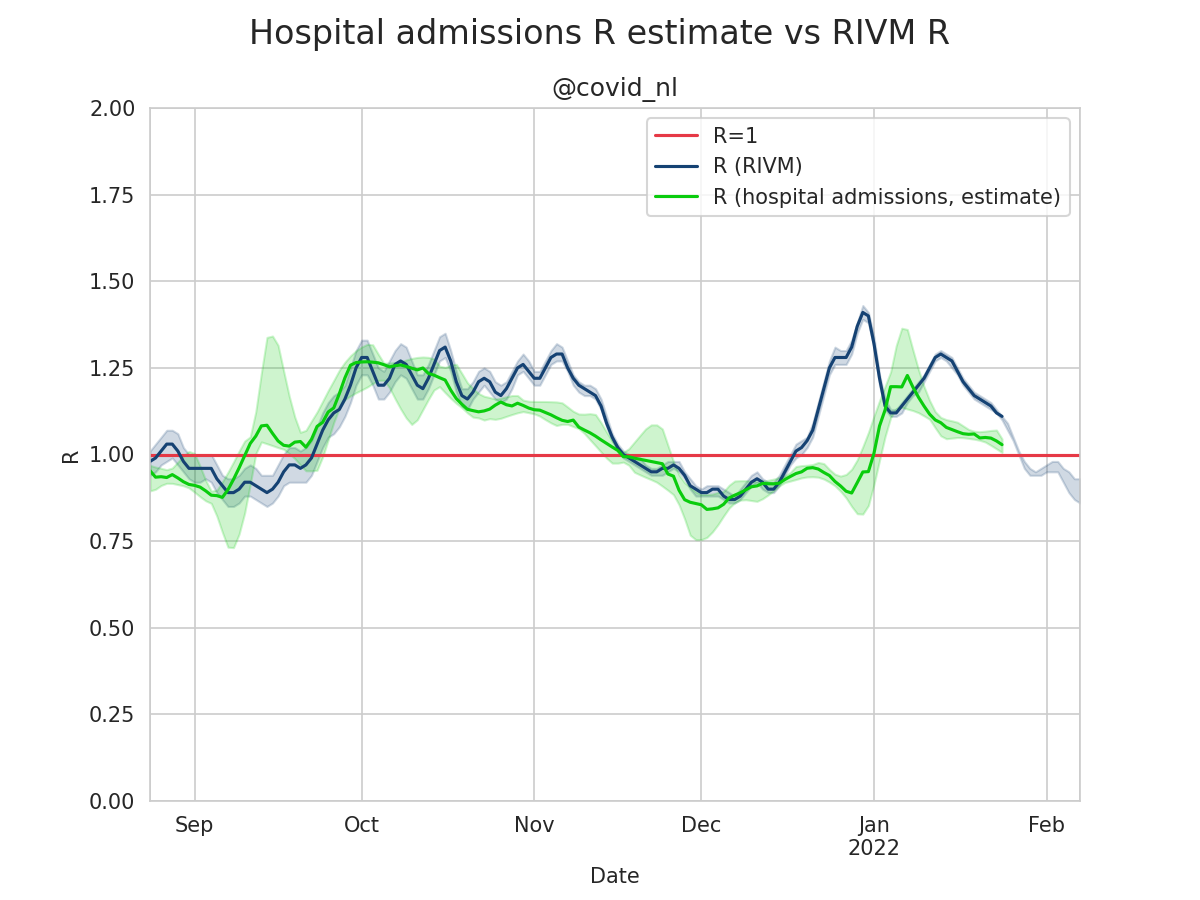 Hospital admissions R estimate vs RIVM R
@covid_nl
R=1
R (RIVM)
R (hospital admissions, estimate)
2.00
1.75
1.50
1.25
1.00
0.75
0.50
0.25
0.00
R
Sep Oct Nov Dec Jan Feb
2022
Date